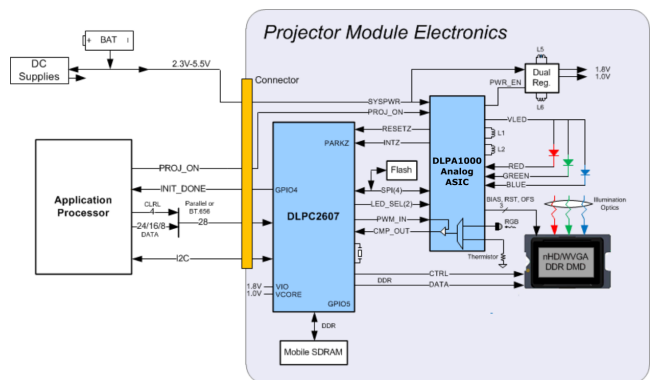 Projector Module Electronics
+ BAT I
DC
Supplies
2.3V-5.5V
Connector
L5
Dual
Reg.
1.8V
1.0V
L6
PWR_EN
SYSPWR
PROJ_ON
VLED
RESETZ
PARKZ
INTZ
L1
L2
DLPA1000
Analog
ASIC
RED
GREEN
BLUE
Flash
SPI(4)
LED_SEL(2)
PWM_IN
CMP_OUT
BIAS, RST, OFS
3
Illumination
Optics
RGB
Thermistor
Application
Processor
PROJ_ON
INIT_DONE
GPIO4
DLPC2607
CLRL
4
Parallel or
BT.656
24/16/8
DATA
28
I2C
1.8V
1.0V
VIO
VCORE
GPIO5
CTRL
DDR
DATA
nHD/WVGA
DDR DMD
DDR
Mobile SDRAM